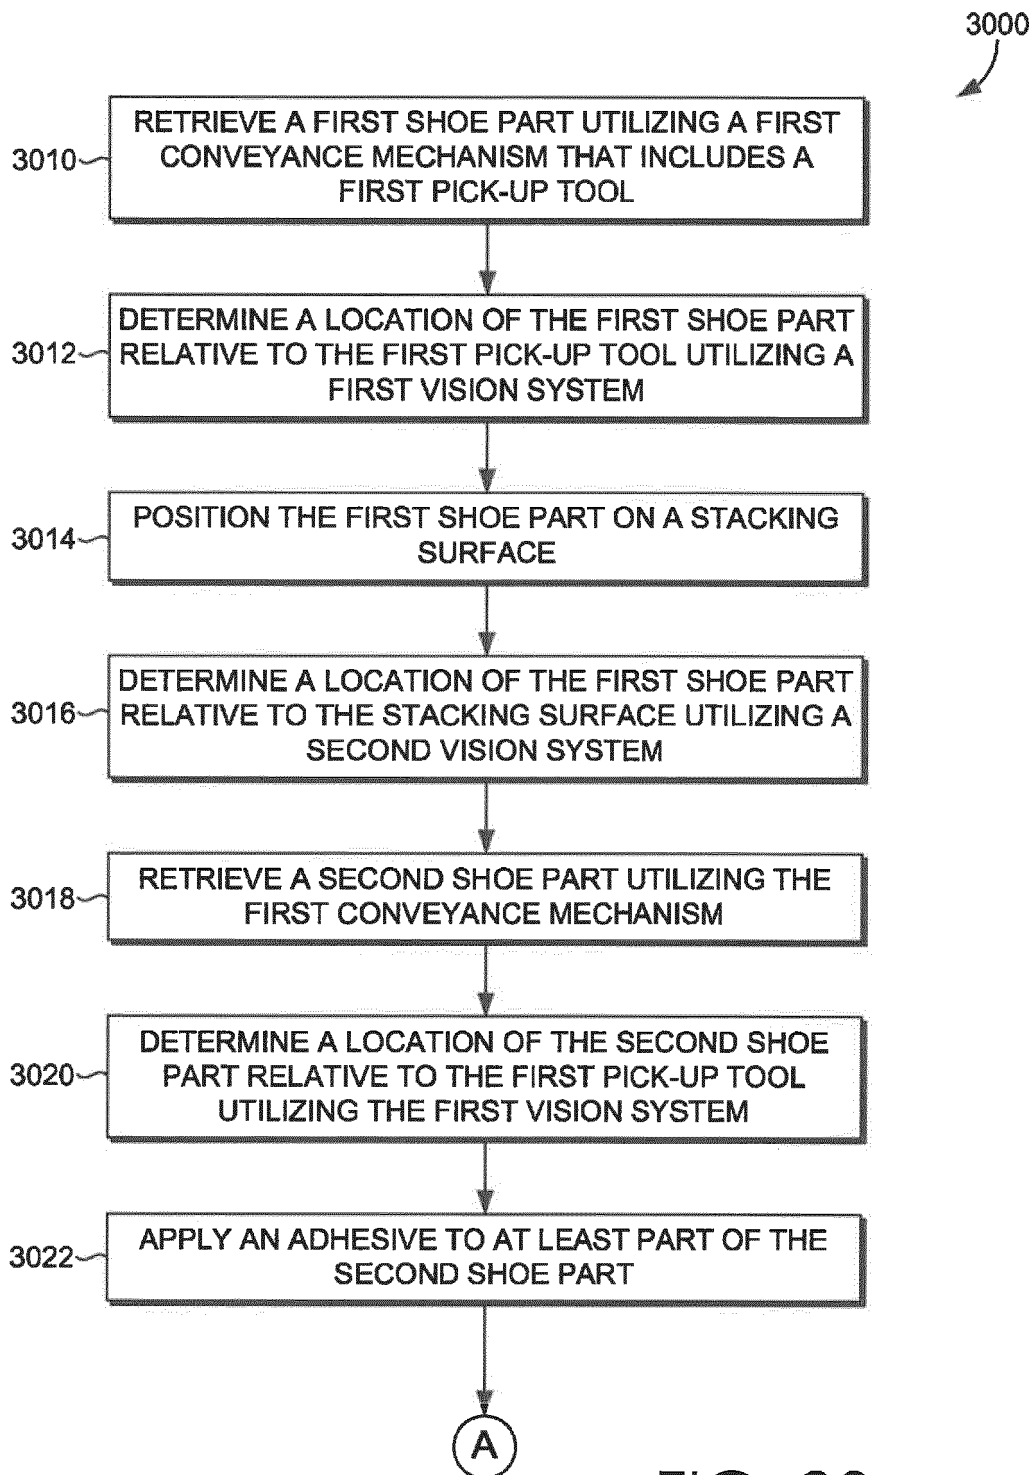 3000
RETRIEVE A FIRST SHOE PART UTILIZING A FIRST
CONVEYANCE MECHANISM THAT INCLUDES A
FIRST PICK-UP TOOL
3010
DETERMINE A LOCATION OF THE FIRST SHOE PART
RELATIVE TO THE FIRST PICK-UP TOOL UTILIZING A
FIRST VISION SYSTEM
3012
POSITION THE FIRST SHOE PART ON A STACKING
SURFACE
3014
DETERMINE A LOCATION OF THE FIRST SHOE PART
RELATIVE TO THE STACKING SURFACE UTILIZING A
SECOND VISION SYSTEM
3016
RETRIEVE A SECOND SHOE PART UTILIZING THE
FIRST CONVEYANCE MECHANISM
3018
DETERMINE A LOCATION OF THE SECOND SHOE
PART RELATIVE TO THE FIRST PICK-UP TOOL
UTILIZING THE FIRST VISION SYSTEM
3020
APPLY AN ADHESIVE TO AT LEAST PART OF THE
SECOND SHOE PART
3022
A